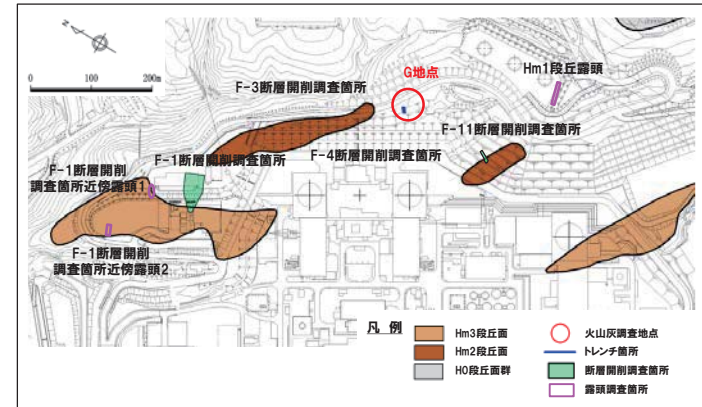 N
0 100 200m
F-3断層開削調査箇所
G地点
Hm1段丘露頭
F-11断層開削調査箇所
F-1断層開削
調査箇所近傍露頭1
F-1断層開削調査箇所
F-4断層開削調査箇所
F-1断層開削
調査箇所近傍露頭2
凡 例
Hm3段丘面
Hm2段丘面
H0段丘面群
火山灰調査地点
トレンチ箇所
断層開削調査箇所
露頭調査箇所